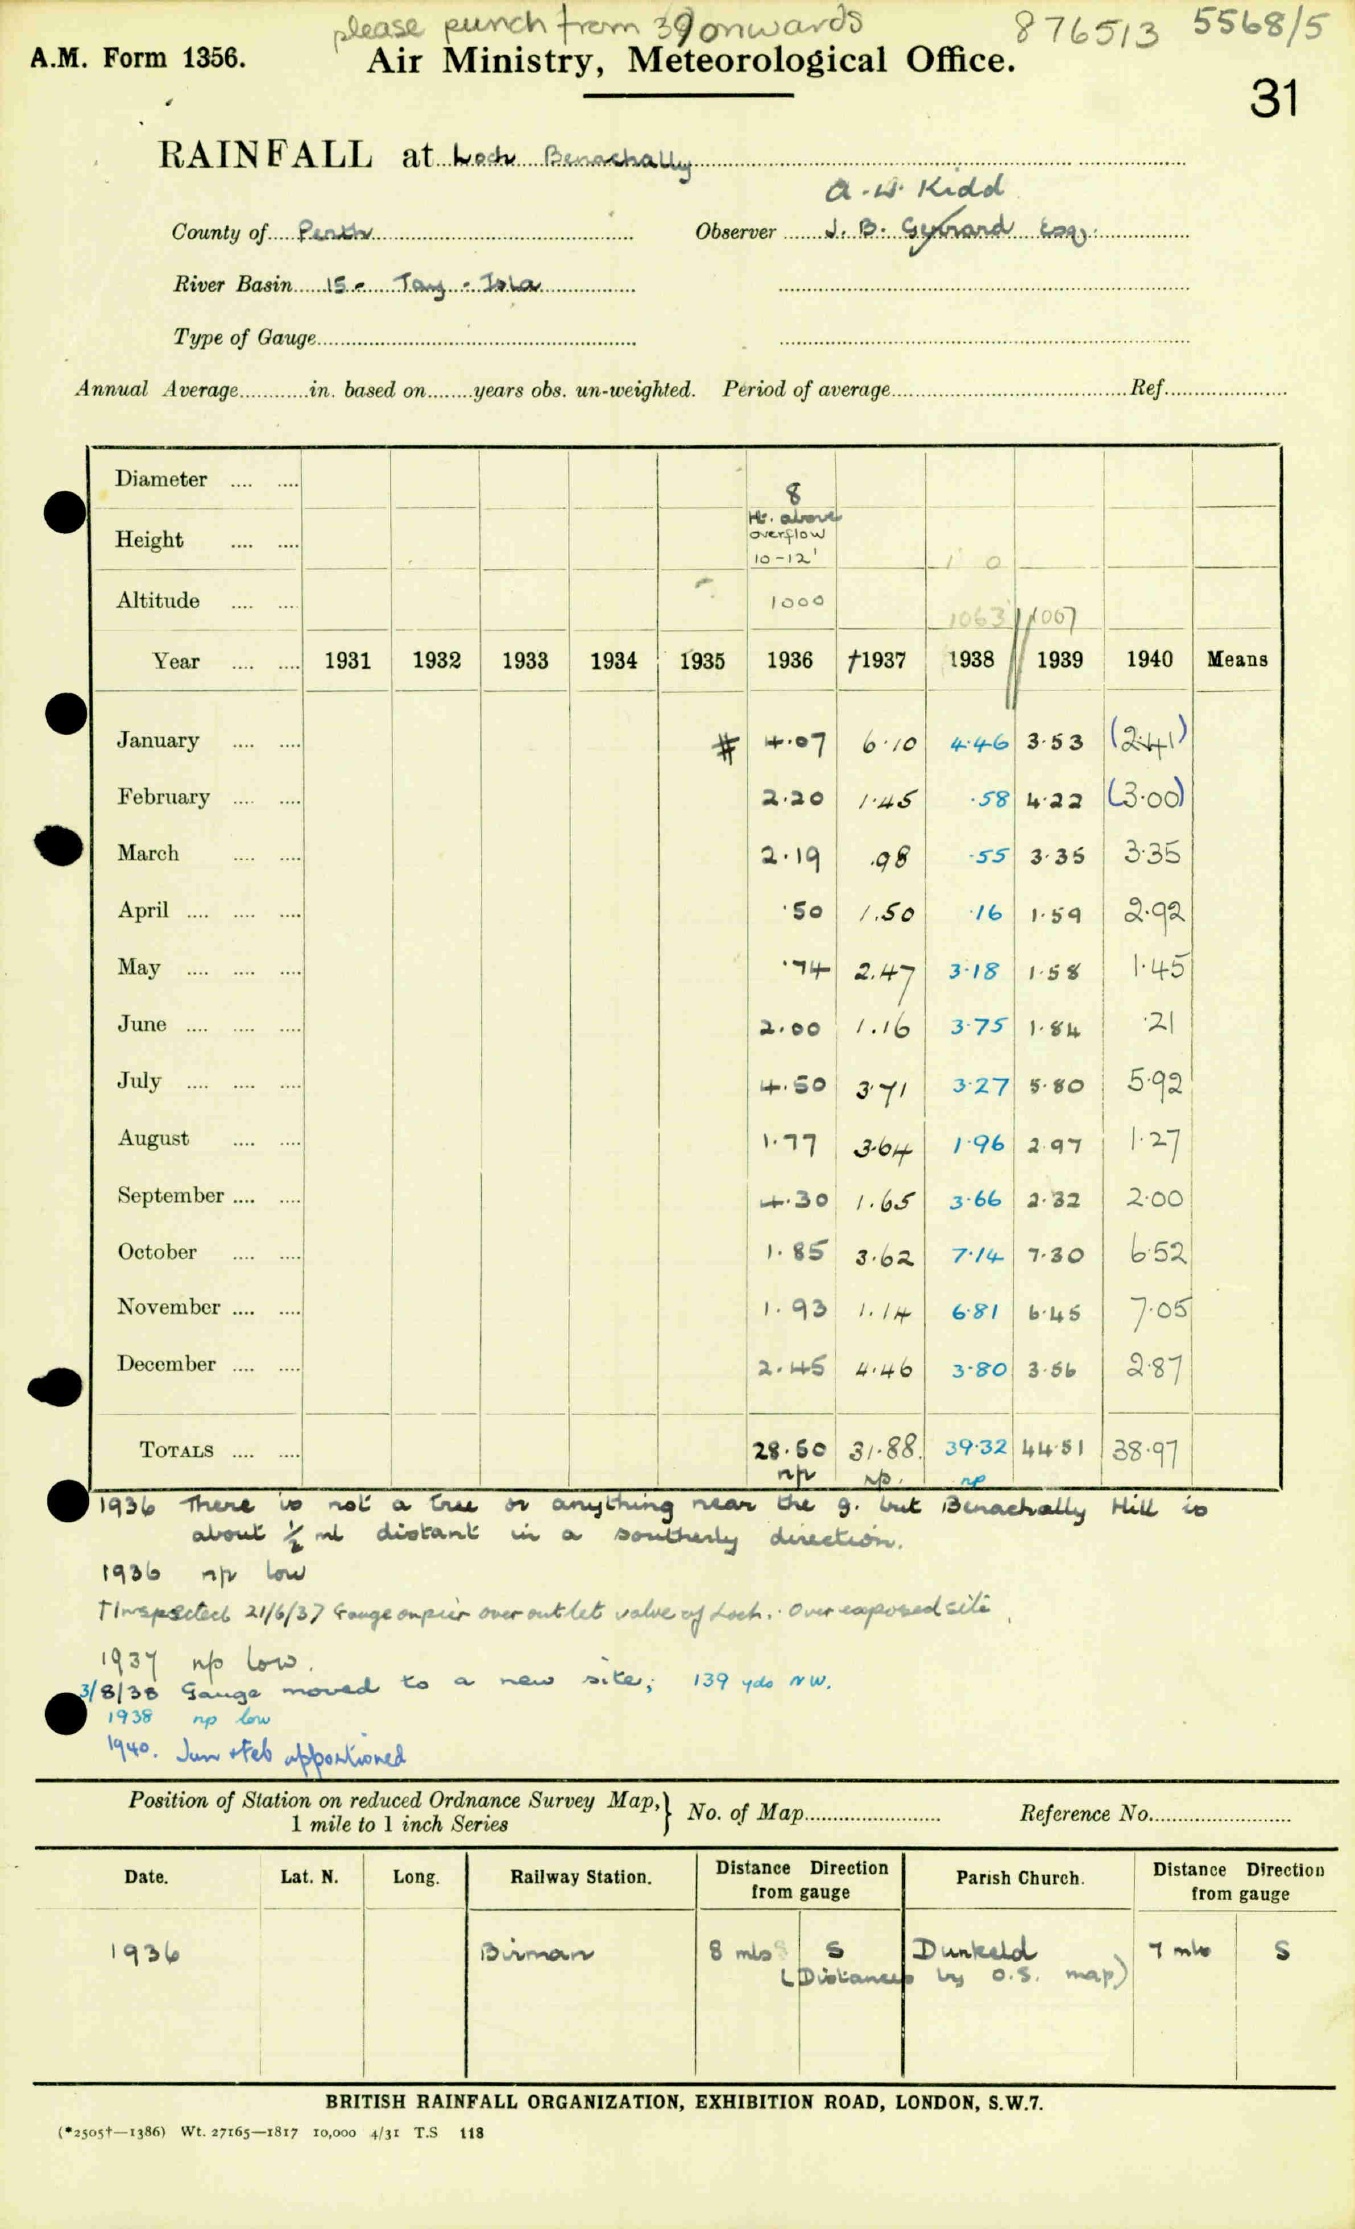 please punch from 39 onwards
876513 5568/5
A.M. Form 1356.
Air Ministry, Meteorological Office.
31
RAINFALL at Loch Benachally
A. W. Kidd
County of Perth Observer J. B. Gerrard Esq.
River Basin 15 - Tay - Isla
Type of Gauge
Annual Average in. based on years obs. un-weighted. Period of average Ref.
Diameter 8
Height Ht. above overflow 10-12' 1 0
Altitude 1000 1063 1007
Year 1931 1932 1933 1934 1935 1936 †1937 1938 1939 1940 Means
January # 4.07 6.10 4.46 3.53 (2.41)
February 2.20 1.45 .58 4.22 (3.00)
March 2.19 .98 .55 3.35 3.35
April .50 1.50 .16 1.59 2.92
May .74 2.47 3.18 1.58 1.45
June 2.00 1.16 3.75 1.84 .21
July 4.50 3.71 3.27 5.80 5.92
August 1.77 3.64 1.96 2.97 1.27
September 4.30 1.65 3.66 2.32 2.00
October 1.85 3.62 7.14 7.30 6.52
November 1.93 1.14 6.81 6.45 7.05
December 2.45 4.46 3.80 3.56 2.87
TOTALS 28.50 31.88 39.32 44.51 38.97
np np. np
1936 There is not a tree or anything near the g. but Benachally Hill is
about ½ ml distant in a southerly direction.
1936 np low
† Inspected 21/6/37 Gauge on pier over outlet valve of Loch. Over exposed site.
1937 np low.
3/8/38 Gauge moved to a new site; 139 yds NW.
1938 np low
1940. Jan & Feb apportioned
Position of Station on reduced Ordnance Survey Map, } No. of Map Reference No.
1 mile to 1 inch Series
Date. Lat. N. Long. Railway Station. Distance Direction from gauge Parish Church. Distance Direction from gauge
1936 Birnan 8 mls S Dunkeld 7 mls S
(Distances by O.S. map)
BRITISH RAINFALL ORGANIZATION, EXHIBITION ROAD, LONDON, S.W.7.
(*2505†—1386) Wt. 27165—1817 10,000 4/31 T.S 118